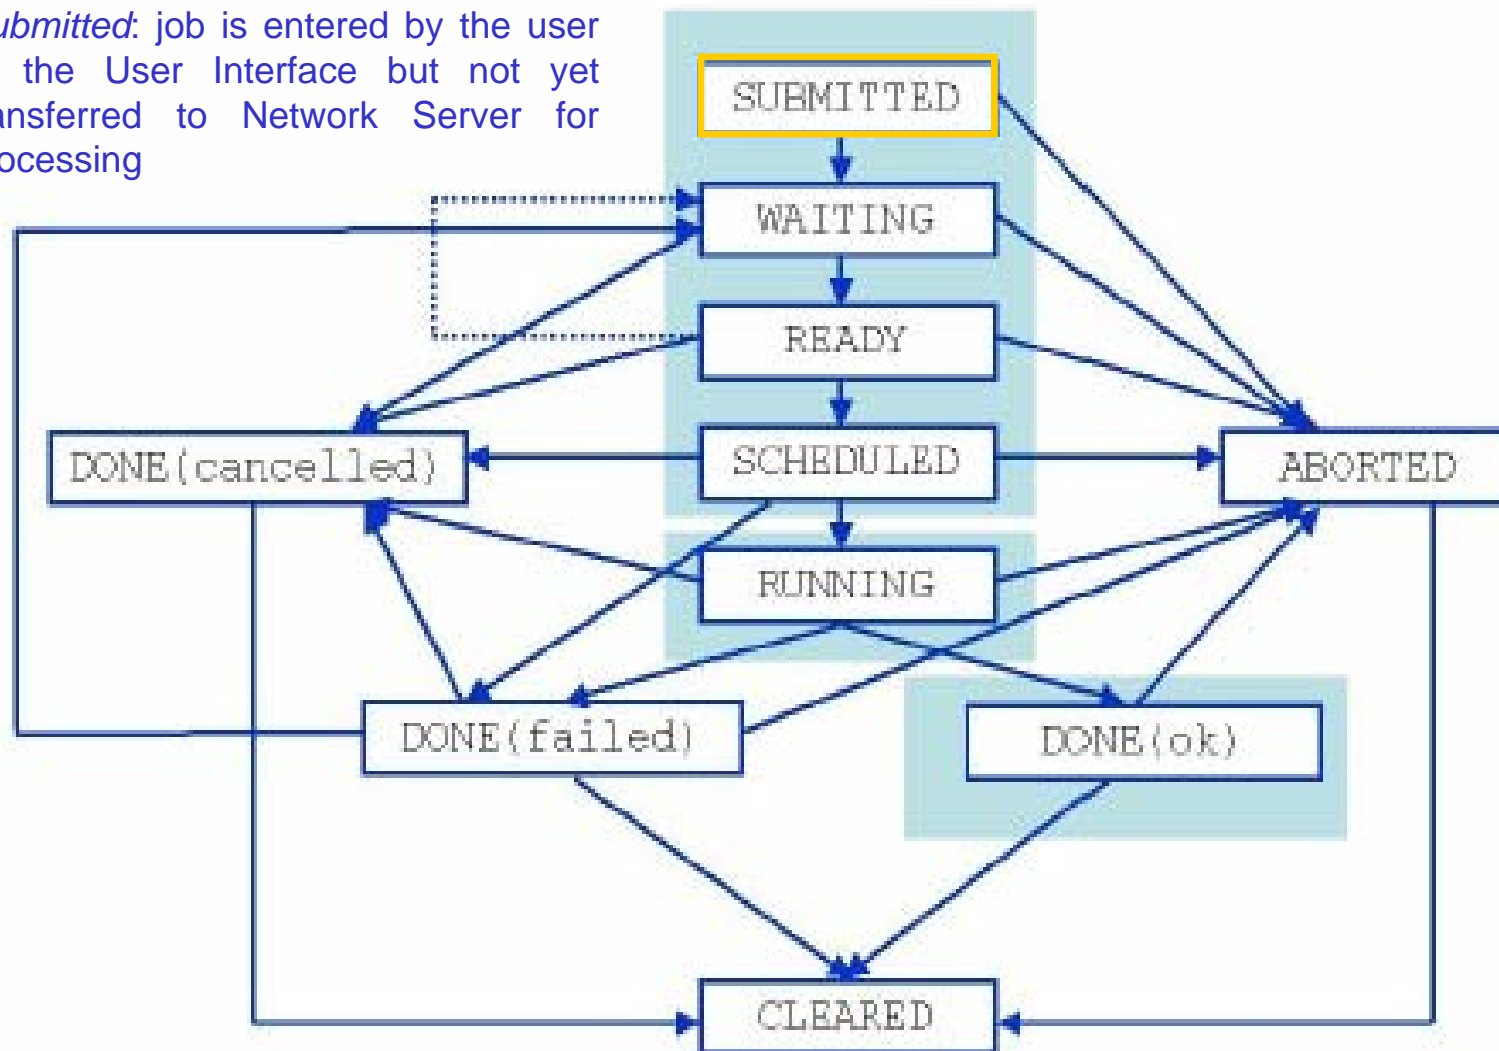 ubmitted: job is entered by the user
the User Interface but not yet
ansferred to Network Server for
ocessing
SUBMITTED
WAITING
READY
DONE(cancelled)
SCHEDULED
ABORTED
RUNNING
DONE(failed)
DONE(ok)
CLEARED